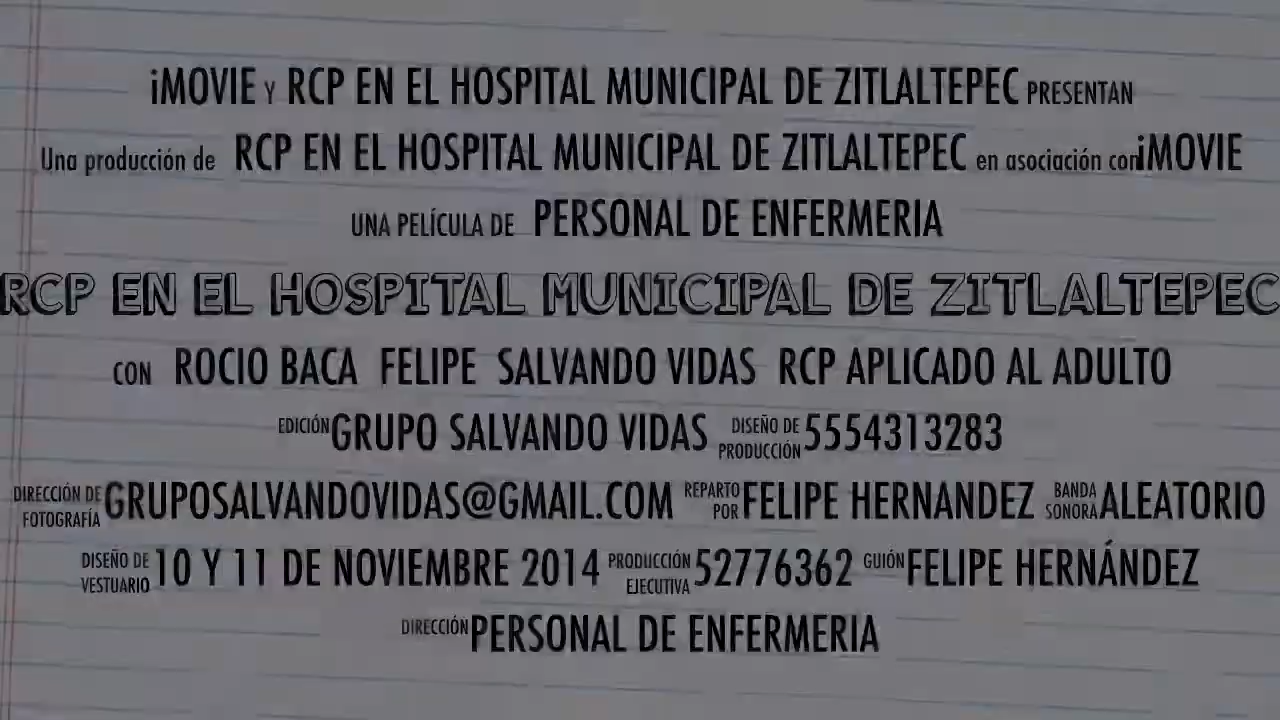 iMOVIE Y RCP EN EL HOSPITAL MUNICIPAL DE ZITLALTEPEC PRESENTAN
Una producción de RCP EN EL HOSPITAL MUNICIPAL DE ZITLALTEPEC en asociación con iMOVIE
UNA PELÍCULA DE PERSONAL DE ENFERMERIA
RCP EN EL HOSPITAL MUNICIPAL DE ZITLALTEPEC
CON ROCIO BACA FELIPE SALVANDO VIDAS RCP APLICADO AL ADULTO
EDICIÓN GRUPO SALVANDO VIDAS DISEÑO DE PRODUCCIÓN 5554313283
DIRECCIÓN DE FOTOGRAFÍA GRUPOSALVANDOVIDAS@GMAIL.COM REPARTO POR FELIPE HERNANDEZ BANDA SONORA ALEATORIO
DISEÑO DE VESTUARIO 10 Y 11 DE NOVIEMBRE 2014 PRODUCCIÓN EJECUTIVA 52776362 GUIÓN FELIPE HERNÁNDEZ
DIRECCIÓN PERSONAL DE ENFERMERIA